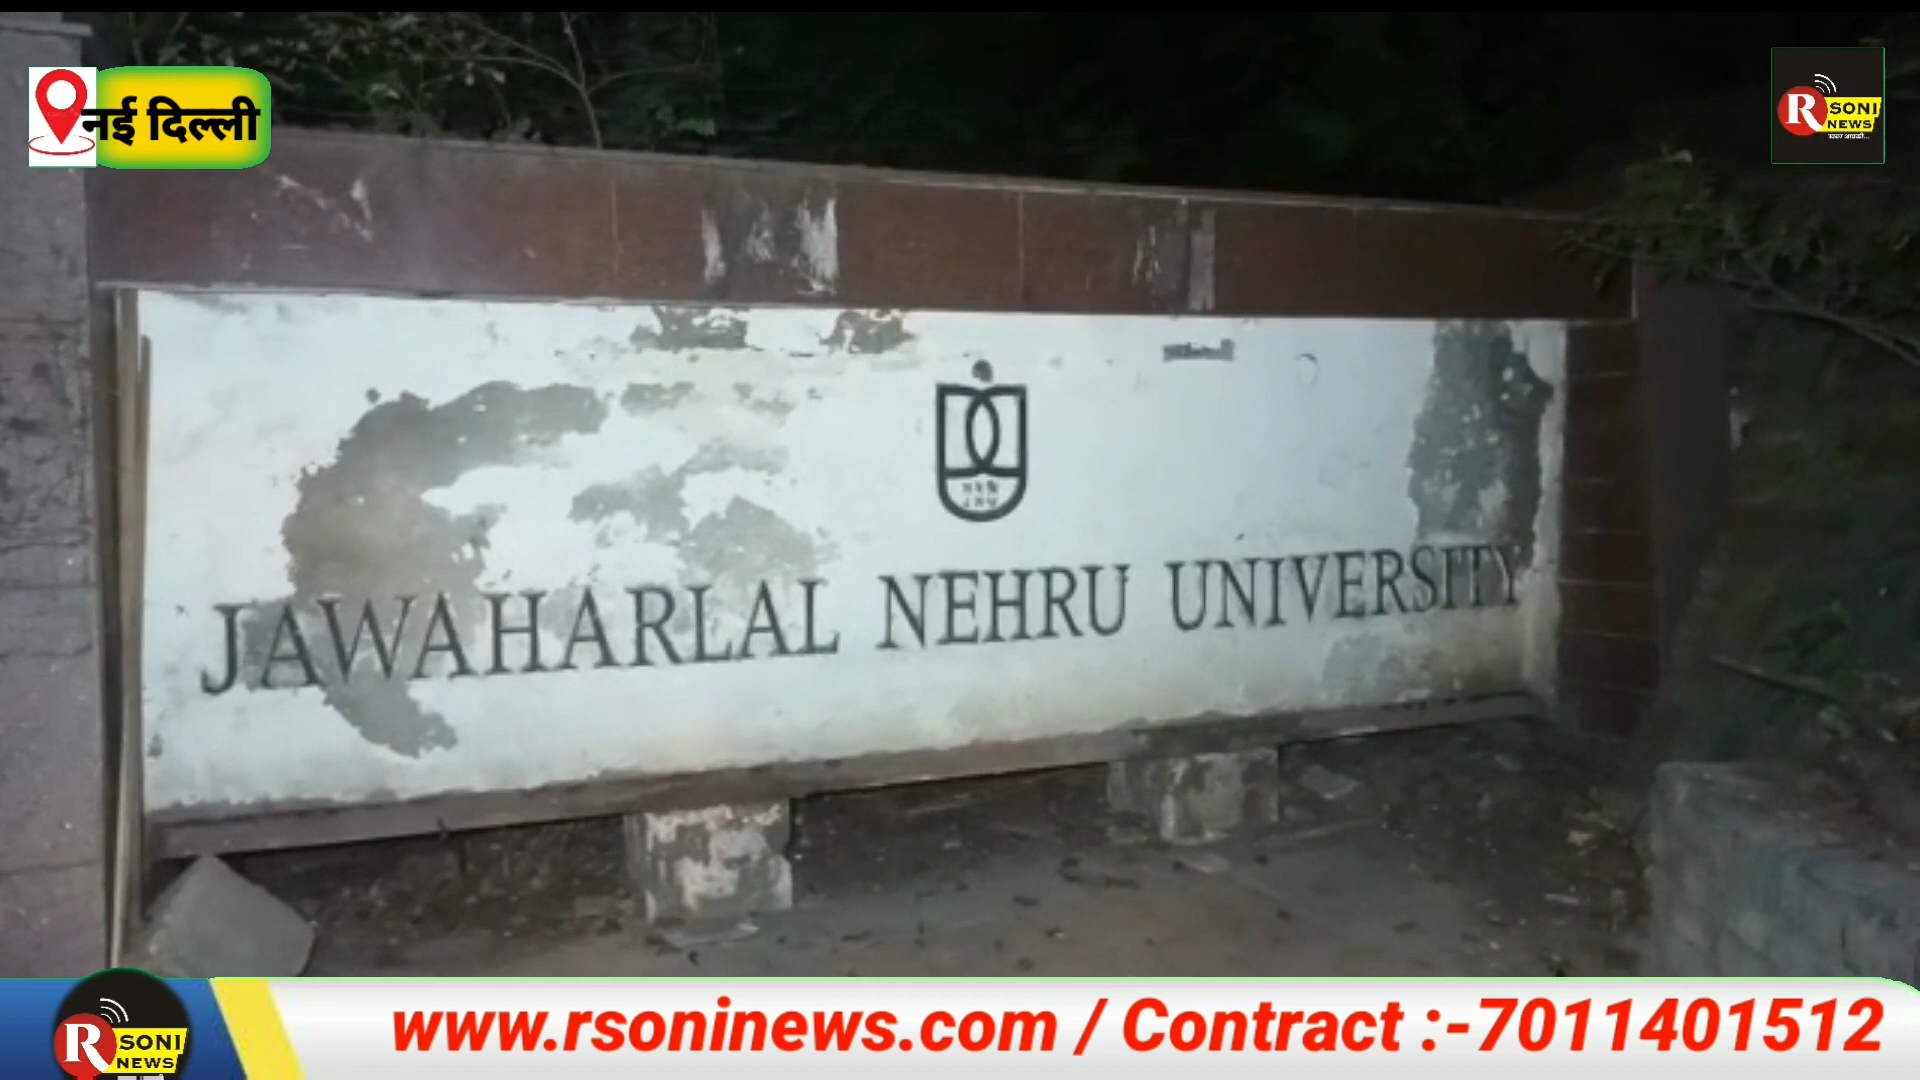 नई दिल्ली
R SONI
NEWS
JAWAHARLAL NEHRU UNIVERSITY
R SONI
NEWS
www.rsoninews.com / Contract :-7011401512